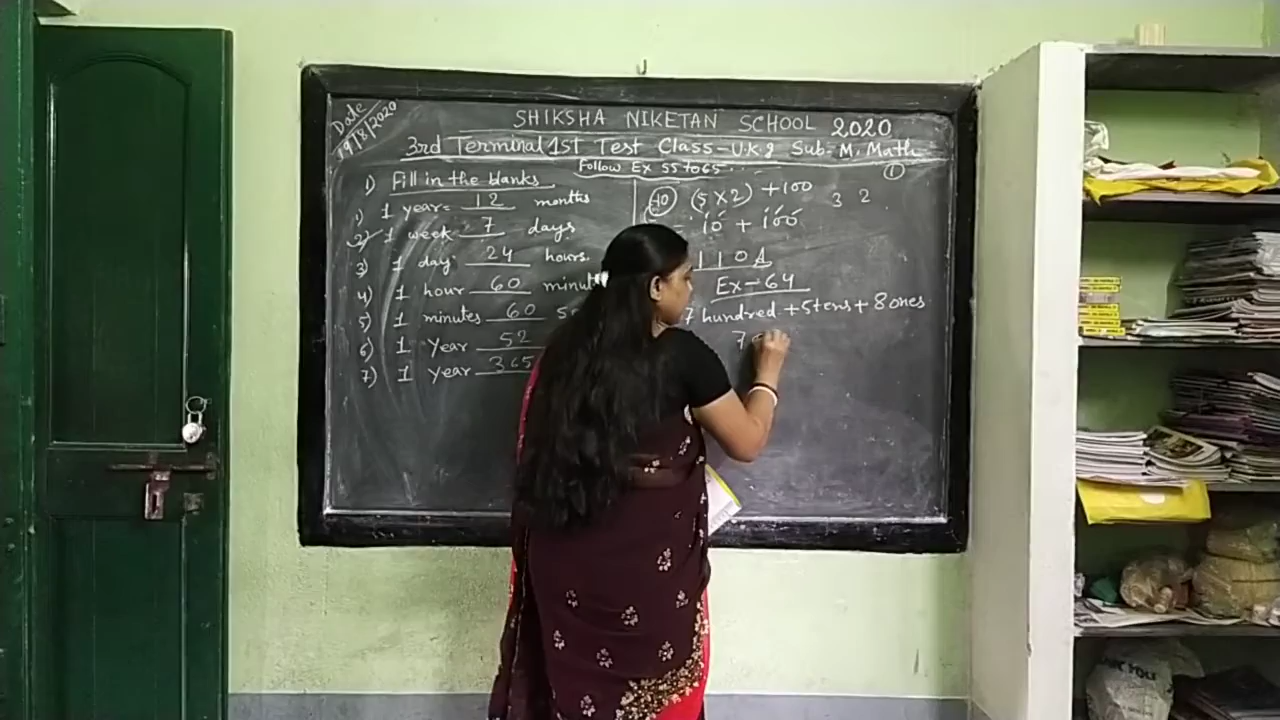 Date
19/8/2020
SHIKSHA NIKETAN SCHOOL 2020
3rd Terminal 1st Test Class - U.K.g Sub- M. Math
Follow Ex 55 to 65
1
1) Fill in the blanks
1) 1 year= 12 months
2) 1 week 7 days
3) 1 day 24 hours.
4) 1 hour 60
5) 1 minutes 60
6) 1 Year 52
7) 1 Year 365
10 (5 × 2) + 100
= 10 + 100
110 A
3 2
Ex - 64
7 hundred + 5 tens + 8 ones
7